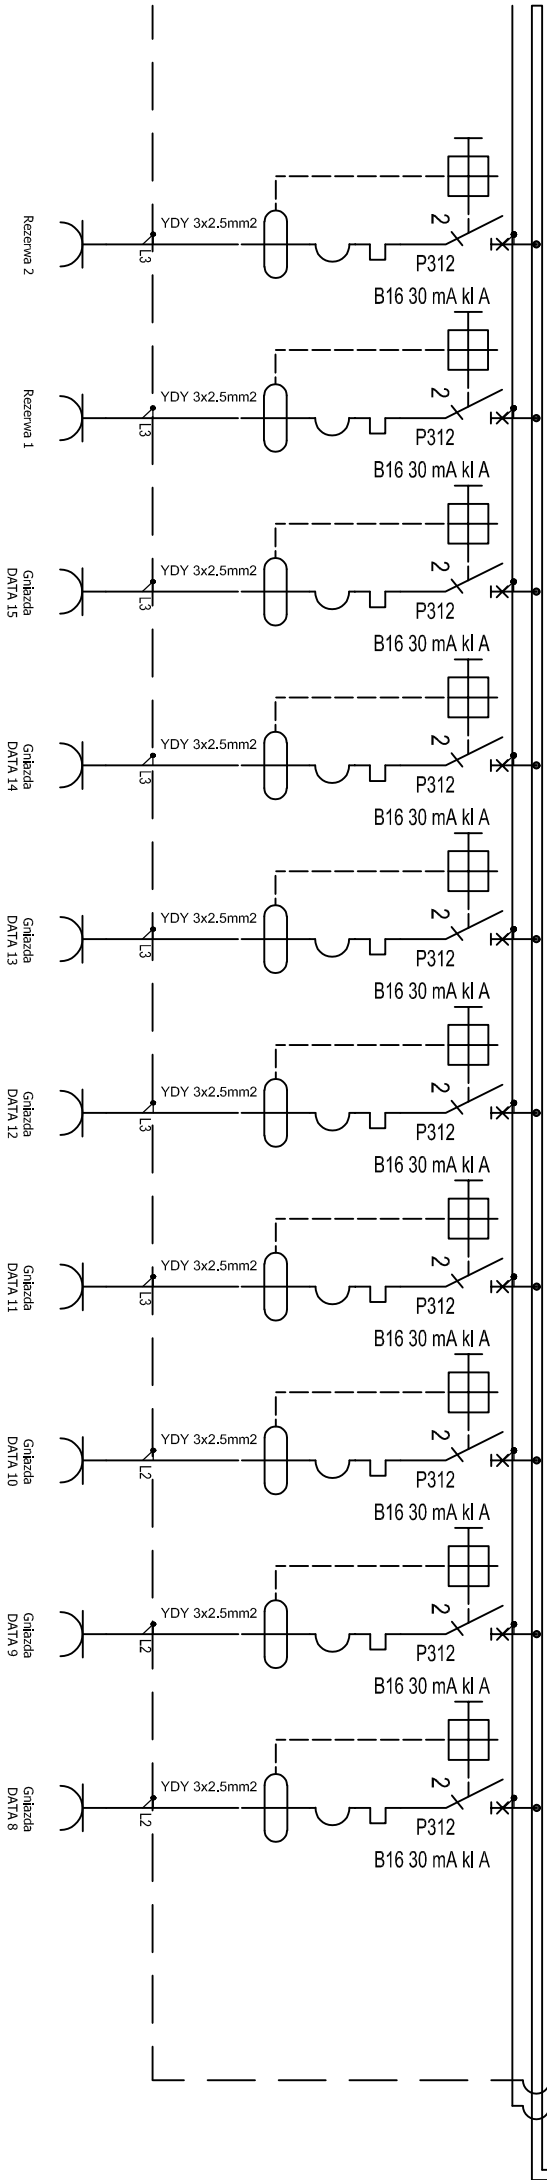 Rezerwa 2
L3
YDY 3x2.5mm2
2
P312
B16 30 mA kl A
Rezerwa 1
L3
YDY 3x2.5mm2
2
P312
B16 30 mA kl A
Gniazda
DATA 15
L3
YDY 3x2.5mm2
2
P312
B16 30 mA kl A
Gniazda
DATA 14
L3
YDY 3x2.5mm2
2
P312
B16 30 mA kl A
Gniazda
DATA 13
L3
YDY 3x2.5mm2
2
P312
B16 30 mA kl A
Gniazda
DATA 12
L3
YDY 3x2.5mm2
2
P312
B16 30 mA kl A
Gniazda
DATA 11
L3
YDY 3x2.5mm2
2
P312
B16 30 mA kl A
Gniazda
DATA 10
L2
YDY 3x2.5mm2
2
P312
B16 30 mA kl A
Gniazda
DATA 9
L2
YDY 3x2.5mm2
2
P312
B16 30 mA kl A
Gniazda
DATA 8
L2
YDY 3x2.5mm2
2
P312
B16 30 mA kl A